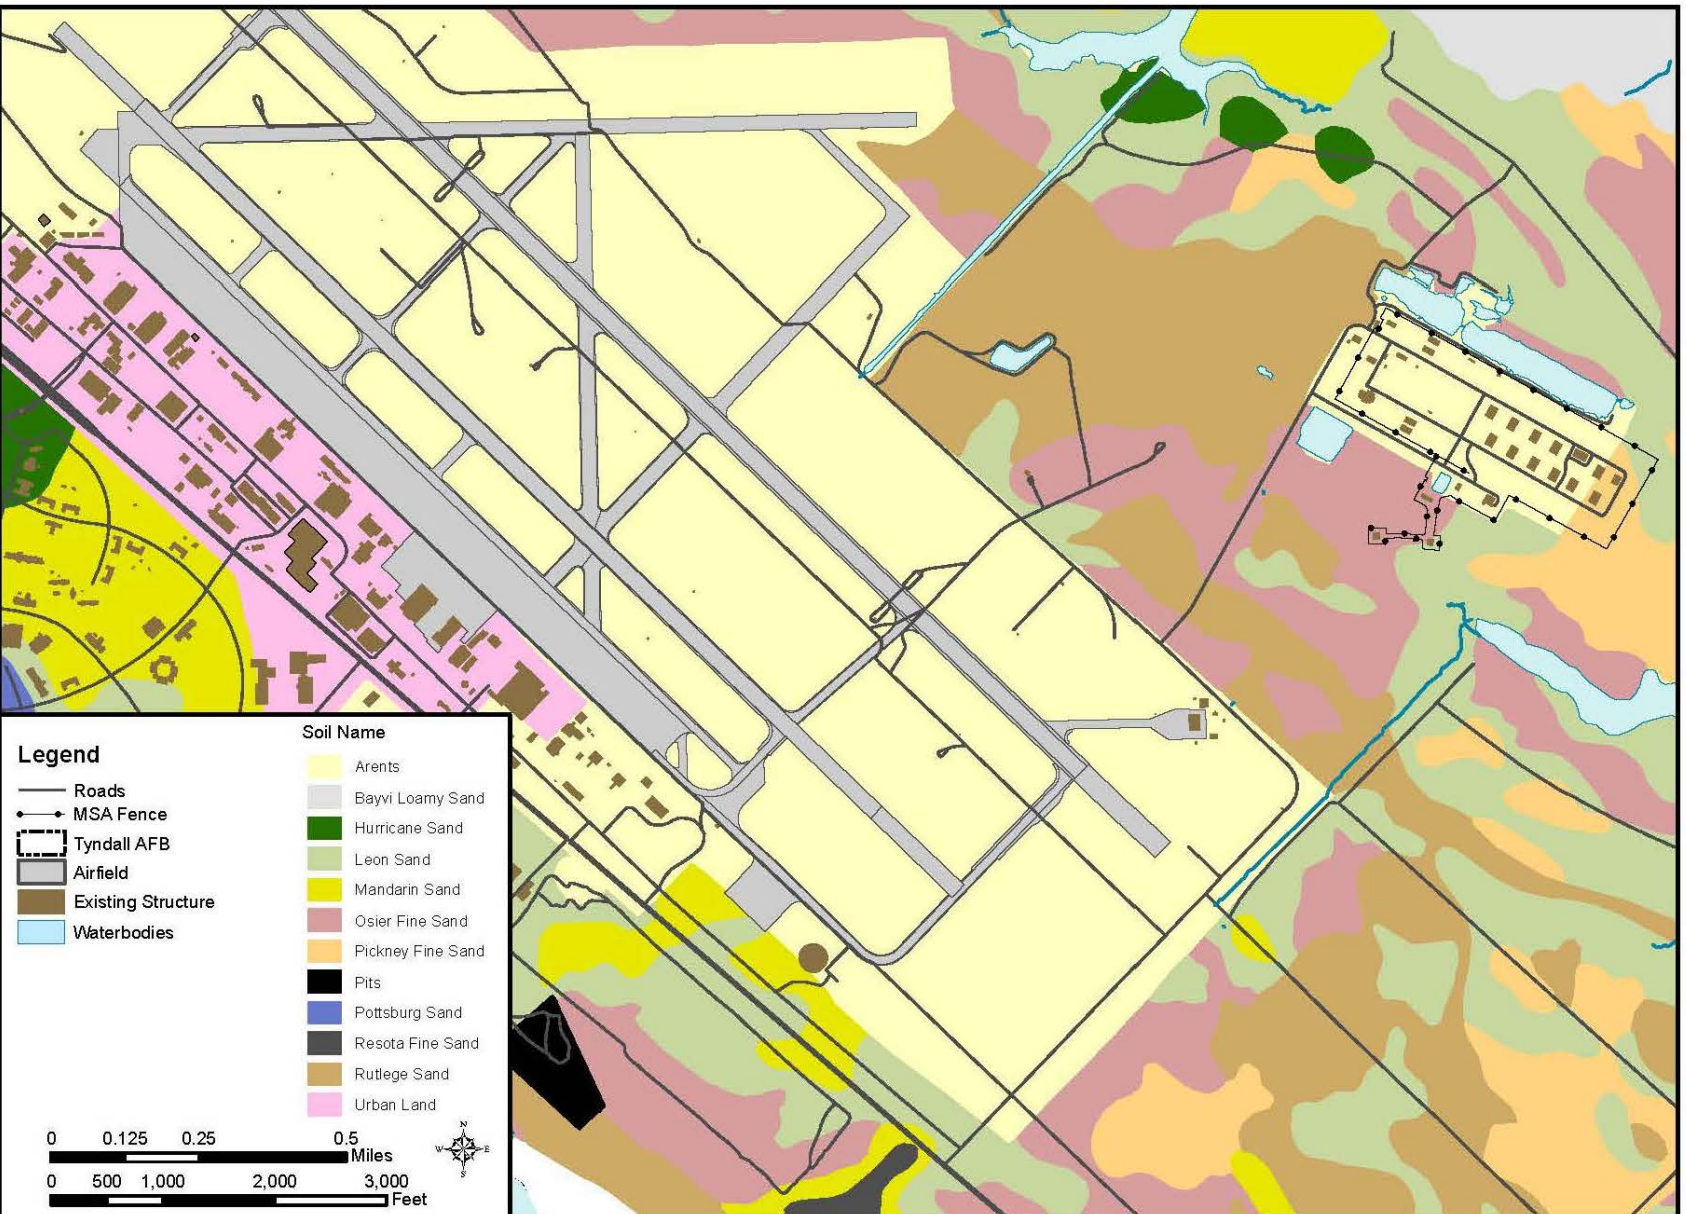 Legend
Roads
MSA Fence
Tyndall AFB
Airfield
Existing Structure
Waterbodies
Soil Name
Arents
Bayvi Loamy Sand
Hurricane Sand
Leon Sand
Mandarin Sand
Osier Fine Sand
Pickney Fine Sand
Pits
Pottsburg Sand
Resota Fine Sand
Rutlege Sand
Urban Land
0 0.125 0.25 0.5
Miles
0 500 1,000 2,000 3,000
Feet
N
W E
S